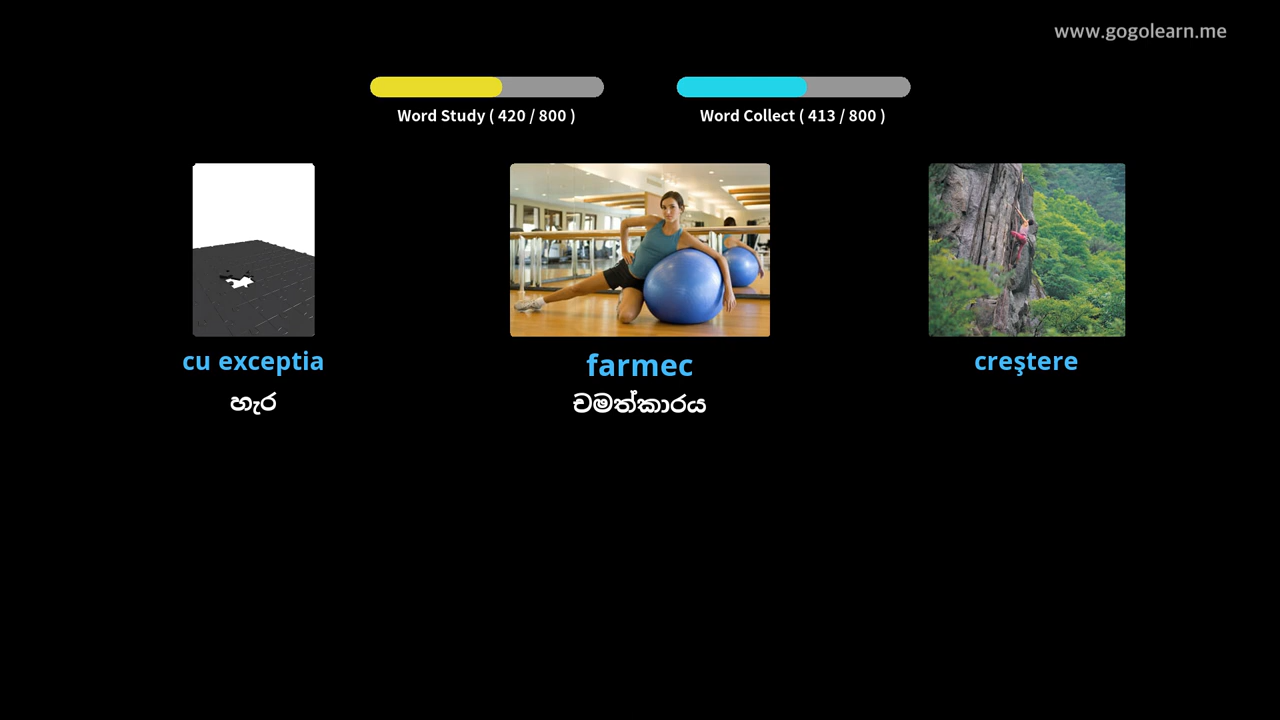 www.gogolearn.me
Word Study ( 420 / 800 )
Word Collect ( 413 / 800 )
cu exceptia
farmec
creştere
හැර
චමත්කාරය